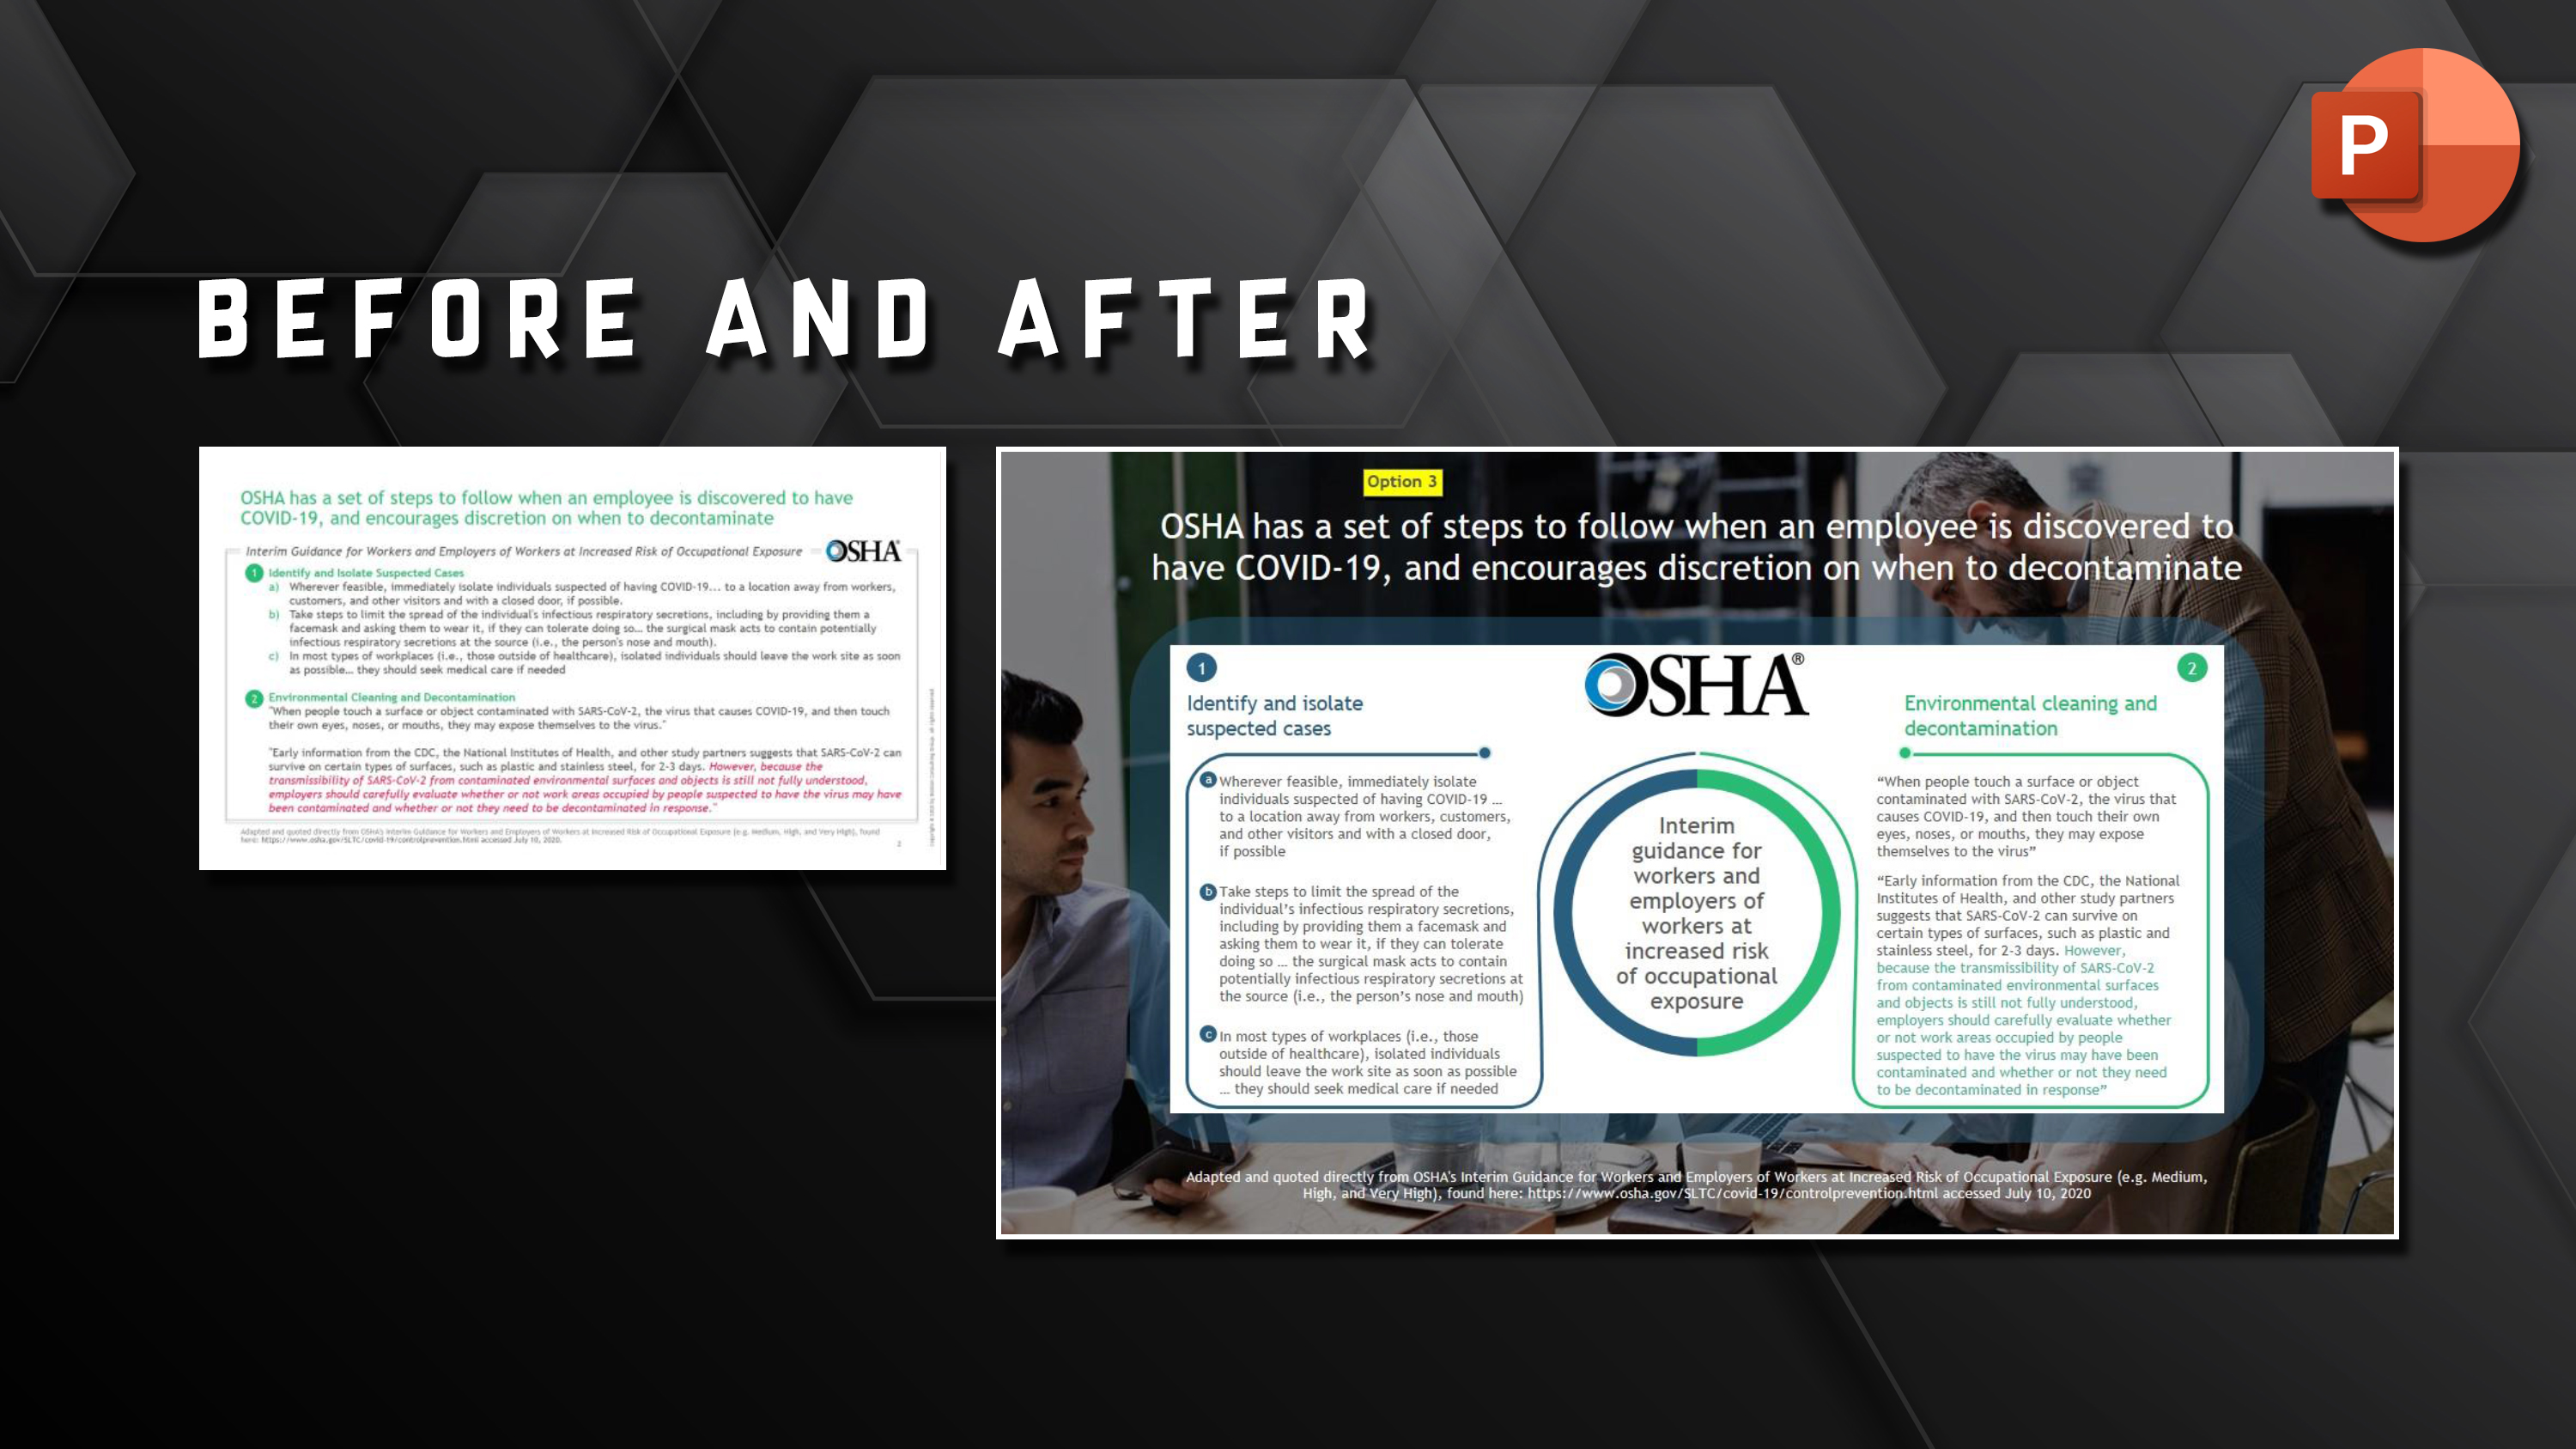 P
BEFORE AND AFTER
OSHA has a set of steps to follow when an employee is discovered to have
COVID-19, and encourages discretion on when to decontaminate
Interim Guidance for Workers and Employers of Workers at Increased Risk of Occupational Exposure
OSHA®
1 Identify and Isolate Suspected Cases
a) Wherever feasible, immediately isolate individuals suspected of having COVID-19... to a location away from workers,
customers, and other visitors and with a closed door, if possible.
b) Take steps to limit the spread of the individual's infectious respiratory secretions, including by providing them a
facemask and asking them to wear it, if they can tolerate doing so... the surgical mask acts to contain potentially
infectious respiratory secretions at the source (i.e., the person's nose and mouth).
c) In most types of workplaces (i.e., those outside of healthcare), isolated individuals should leave the work site as soon
as possible... they should seek medical care if needed
2 Environmental Cleaning and Decontamination
"When people touch a surface or object contaminated with SARS-CoV-2, the virus that causes COVID-19, and then touch
their own eyes, noses, or mouths, they may expose themselves to the virus."
"Early information from the CDC, the National Institutes of Health, and other study partners suggests that SARS-CoV-2 can
survive on certain types of surfaces, such as plastic and stainless steel, for 2-3 days. However, because the
transmissibility of SARS-CoV-2 from contaminated environmental surfaces and objects is still not fully understood,
employers should carefully evaluate whether or not work areas occupied by people suspected to have the virus may have
been contaminated and whether or not they need to be decontaminated in response."
Adapted and quoted directly from OSHA's Interim Guidance for Workers and Employers of Workers at Increased Risk of Occupational Exposure (e.g. Medium, High, and Very High), found
here: https://www.osha.gov/SLTC/covid-19/controlprevention.html accessed July 10, 2020.
2
Option 3
OSHA has a set of steps to follow when an employee is discovered to
have COVID-19, and encourages discretion on when to decontaminate
OSHA®
1
Identify and isolate
suspected cases
a Wherever feasible, immediately isolate
individuals suspected of having COVID-19 …
to a location away from workers, customers,
and other visitors and with a closed door,
if possible
b Take steps to limit the spread of the
individual's infectious respiratory secretions,
including by providing them a facemask and
asking them to wear it, if they can tolerate
doing so … the surgical mask acts to contain
potentially infectious respiratory secretions at
the source (i.e., the person's nose and mouth)
c In most types of workplaces (i.e., those
outside of healthcare), isolated individuals
should leave the work site as soon as possible
… they should seek medical care if needed
Interim
guidance for
workers and
employers of
workers at
increased risk
of occupational
exposure
2
Environmental cleaning and
decontamination
“When people touch a surface or object
contaminated with SARS-CoV-2, the virus that
causes COVID-19, and then touch their own
eyes, noses, or mouths, they may expose
themselves to the virus”
“Early information from the CDC, the National
Institutes of Health, and other study partners
suggests that SARS-CoV-2 can survive on
certain types of surfaces, such as plastic and
stainless steel, for 2-3 days. However,
because the transmissibility of SARS-CoV-2
from contaminated environmental surfaces
and objects is still not fully understood,
employers should carefully evaluate whether
or not work areas occupied by people
suspected to have the virus may have been
contaminated and whether or not they need
to be decontaminated in response”
Adapted and quoted directly from OSHA's Interim Guidance for Workers and Employers of Workers at Increased Risk of Occupational Exposure (e.g. Medium,
High, and Very High), found here: https://www.osha.gov/SLTC/covid-19/controlprevention.html accessed July 10, 2020